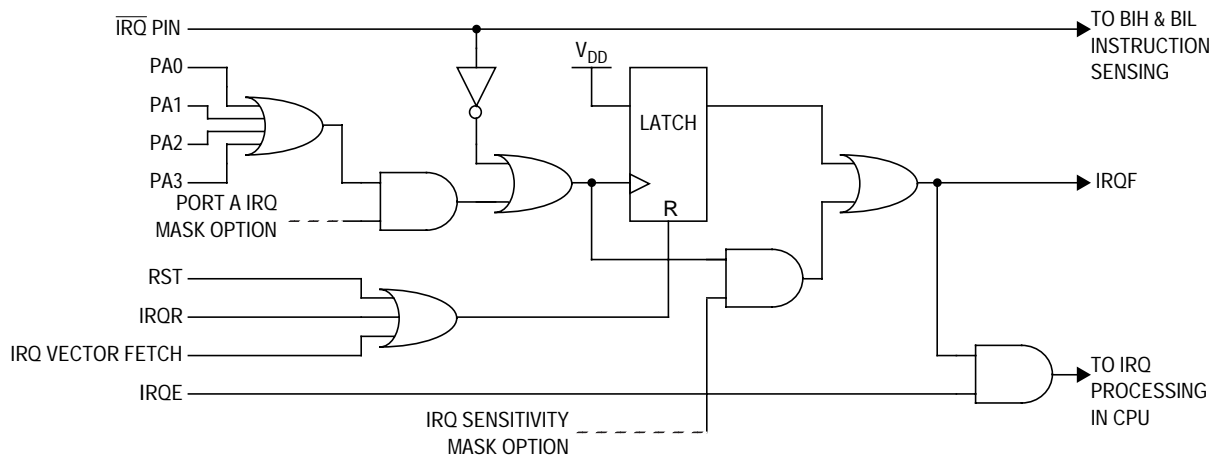 IRQ PIN
TO BIH & BIL
INSTRUCTION
SENSING
VDD
PA0
PA1
PA2
PA3
LATCH
R
IRQF
PORT A IRQ
MASK OPTION
RST
IRQR
IRQ VECTOR FETCH
IRQE
TO IRQ
PROCESSING
IN CPU
IRQ SENSITIVITY
MASK OPTION